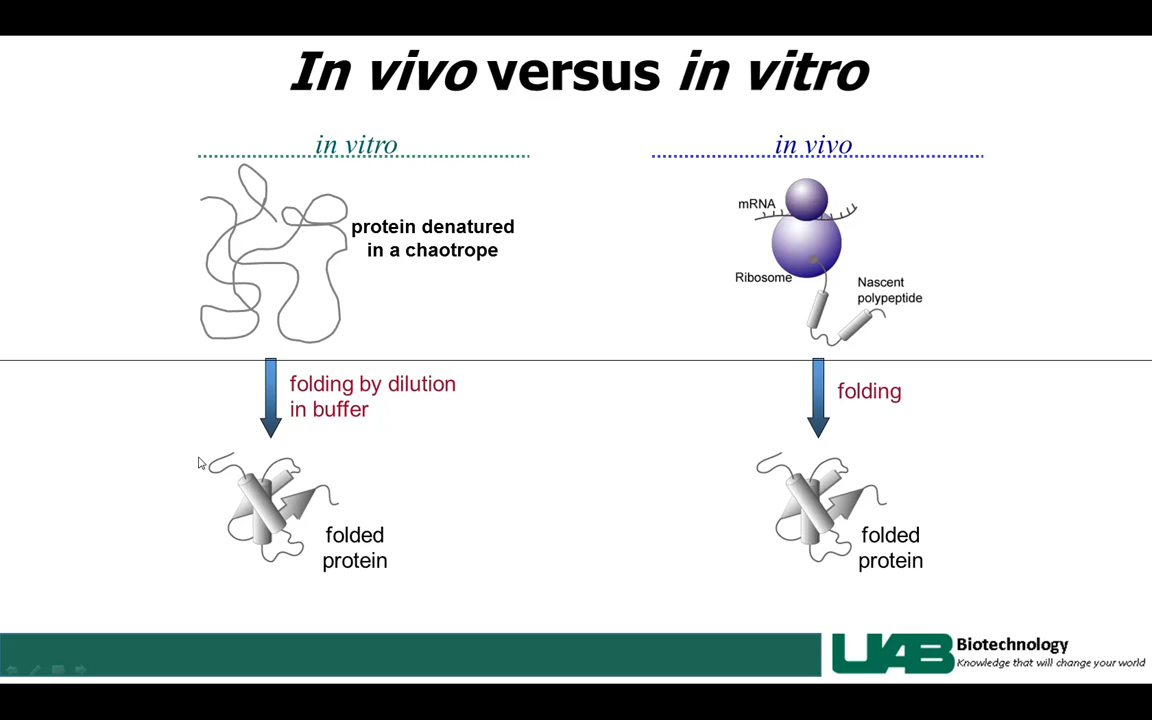 In vivo versus in vitro
in vitro
protein denatured
in a chaotrope
folding by dilution
in buffer
folded
protein
in vivo
mRNA
Ribosome
Nascent
polypeptide
folding
folded
protein
UAB Biotechnology
Knowledge that will change your world